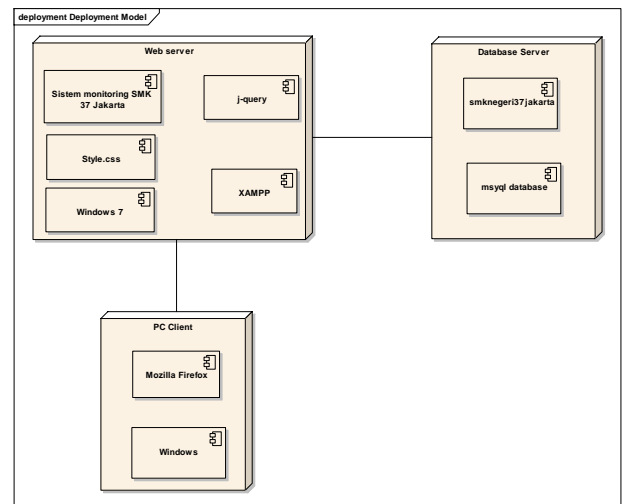 deployment Deployment Model
Web server
Sistem monitoring SMK
37 Jakarta
j-query
Style.css
XAMPP
Windows 7
Database Server
smknegeri37jakarta
msyql database
PC Client
Mozilla Firefox
Windows